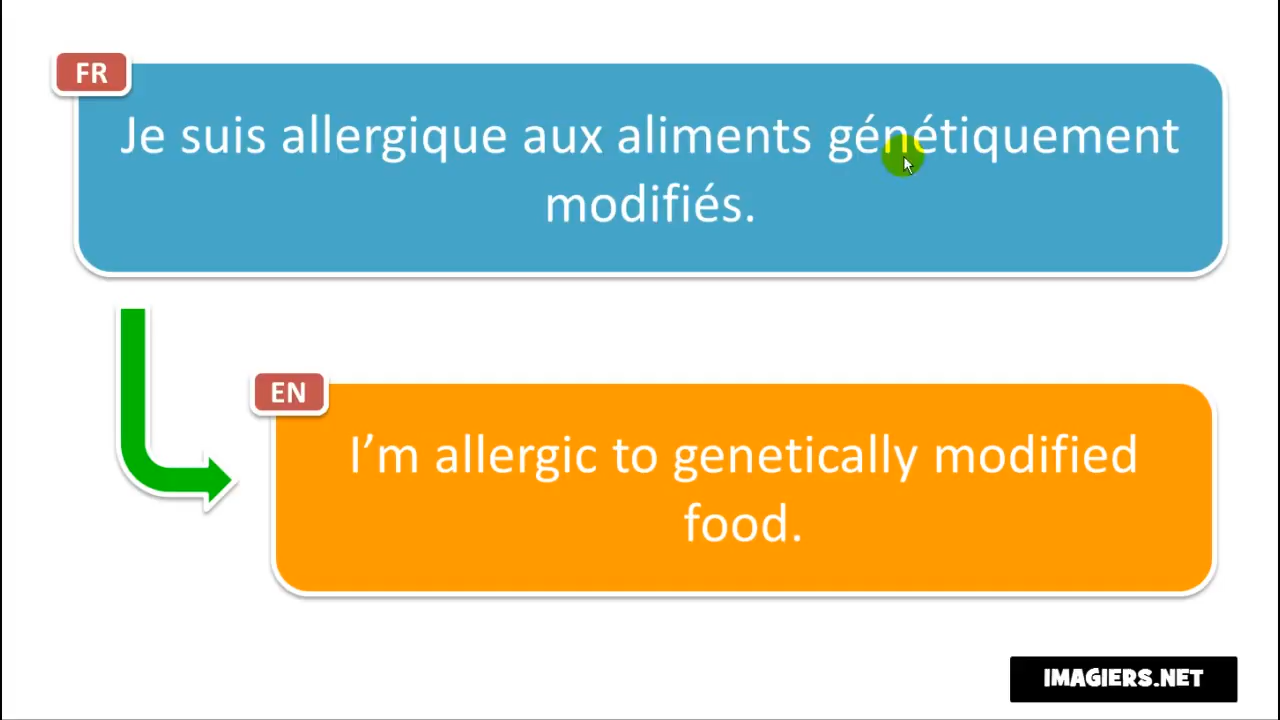 FR
Je suis allergique aux aliments génétiquement
modifiés.
EN
I’m allergic to genetically modified
food.
IMAGIERS.NET